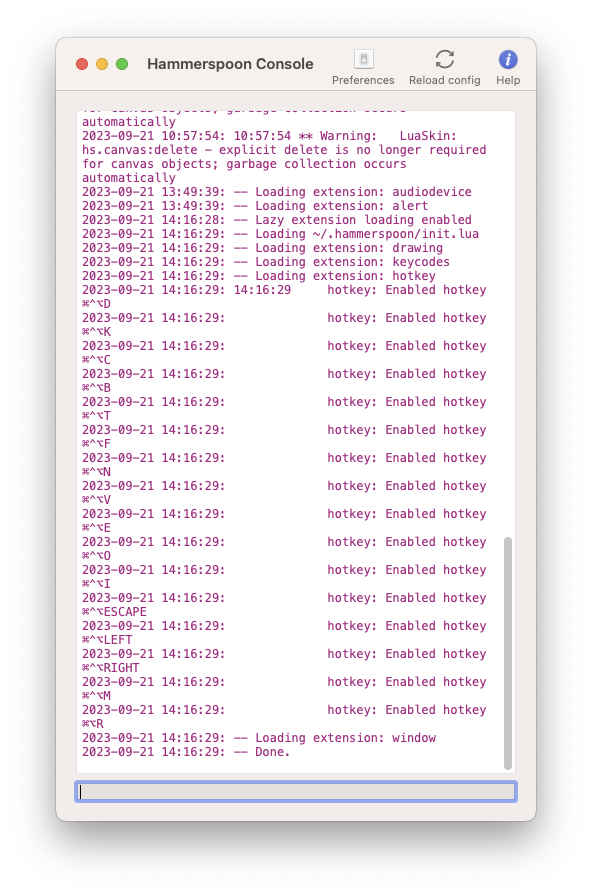 Hammerspoon Console
Preferences
Reload config
Help
for canvas objects; garbage collection occurs
automatically
2023-09-21 10:57:54: 10:57:54 ** Warning:   LuaSkin:
hs.canvas:delete - explicit delete is no longer required
for canvas objects; garbage collection occurs
automatically
2023-09-21 13:49:39: -- Loading extension: audiodevice
2023-09-21 13:49:39: -- Loading extension: alert
2023-09-21 14:16:28: -- Lazy extension loading enabled
2023-09-21 14:16:29: -- Loading ~/.hammerspoon/init.lua
2023-09-21 14:16:29: -- Loading extension: drawing
2023-09-21 14:16:29: -- Loading extension: keycodes
2023-09-21 14:16:29: -- Loading extension: hotkey
2023-09-21 14:16:29: 14:16:29     hotkey: Enabled hotkey
⌘⌃⌥D
2023-09-21 14:16:29:              hotkey: Enabled hotkey
⌘⌃⌥K
2023-09-21 14:16:29:              hotkey: Enabled hotkey
⌘⌃⌥C
2023-09-21 14:16:29:              hotkey: Enabled hotkey
⌘⌃⌥B
2023-09-21 14:16:29:              hotkey: Enabled hotkey
⌘⌃⌥T
2023-09-21 14:16:29:              hotkey: Enabled hotkey
⌘⌃⌥F
2023-09-21 14:16:29:              hotkey: Enabled hotkey
⌘⌃⌥N
2023-09-21 14:16:29:              hotkey: Enabled hotkey
⌘⌃⌥V
2023-09-21 14:16:29:              hotkey: Enabled hotkey
⌘⌃⌥E
2023-09-21 14:16:29:              hotkey: Enabled hotkey
⌘⌃⌥O
2023-09-21 14:16:29:              hotkey: Enabled hotkey
⌘⌃⌥I
2023-09-21 14:16:29:              hotkey: Enabled hotkey
⌘⌃⌥ESCAPE
2023-09-21 14:16:29:              hotkey: Enabled hotkey
⌘⌃⌥LEFT
2023-09-21 14:16:29:              hotkey: Enabled hotkey
⌘⌃⌥RIGHT
2023-09-21 14:16:29:              hotkey: Enabled hotkey
⌘⌃⌥M
2023-09-21 14:16:29:              hotkey: Enabled hotkey
⌘⌥R
2023-09-21 14:16:29: -- Loading extension: window
2023-09-21 14:16:29: -- Done.